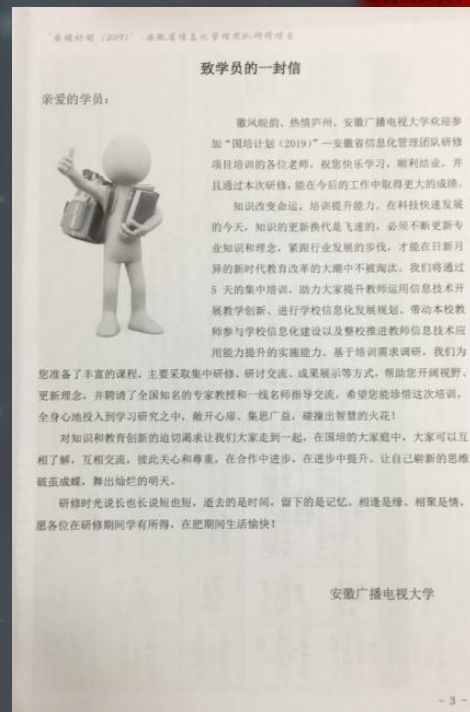 “国培计划（2019）”—安徽省信息化管理团队研修项目
致学员的一封信
亲爱的学员：
徽风皖韵、热情庐州。安徽广播电视大学欢迎参
加“国培计划（2019）”—安徽省信息化管理团队研修
项目培训的各位老师，祝您快乐学习，顺利结业，并
且通过本次研修，能在今后的工作中取得更大的成绩。
知识改变命运，培训提升能力。在科技快速发展
的今天，知识的更新换代是飞速的，必须不断更新专
业知识和理念，紧跟行业发展的步伐，才能在日新月
异的新时代教育改革的大潮中不被淘汰。我们将通过
5 天的集中培训，助力大家提升教师运用信息技术开
展教学创新、进行学校信息化发展规划、带动本校教
师参与学校信息化建设以及整校推进教师信息技术应
用能力提升的实施能力。基于培训需求调研，我们为
您准备了丰富的课程，主要采取集中研修、研讨交流、成果展示等方式，帮助您开阔视野、
更新理念，并聘请了全国知名的专家教授和一线名师指导交流，希望您能珍惜这次培训，
全身心地投入到学习研究之中，敞开心扉、集思广益，碰撞出智慧的火花！
对知识和教育创新的迫切渴求让我们大家走到一起，在国培的大家庭中，大家可以互
相了解，互相交流，彼此关心和尊重，在合作中进步，在进步中提升。让自己崭新的思维
破茧成蝶，舞出灿烂的明天。
研修时光说长也长说短也短，逝去的是时间，留下的是记忆。相逢是缘、相聚是情，
愿各位在研修期间学有所得，在肥期间生活愉快！
安徽广播电视大学
- 3 -